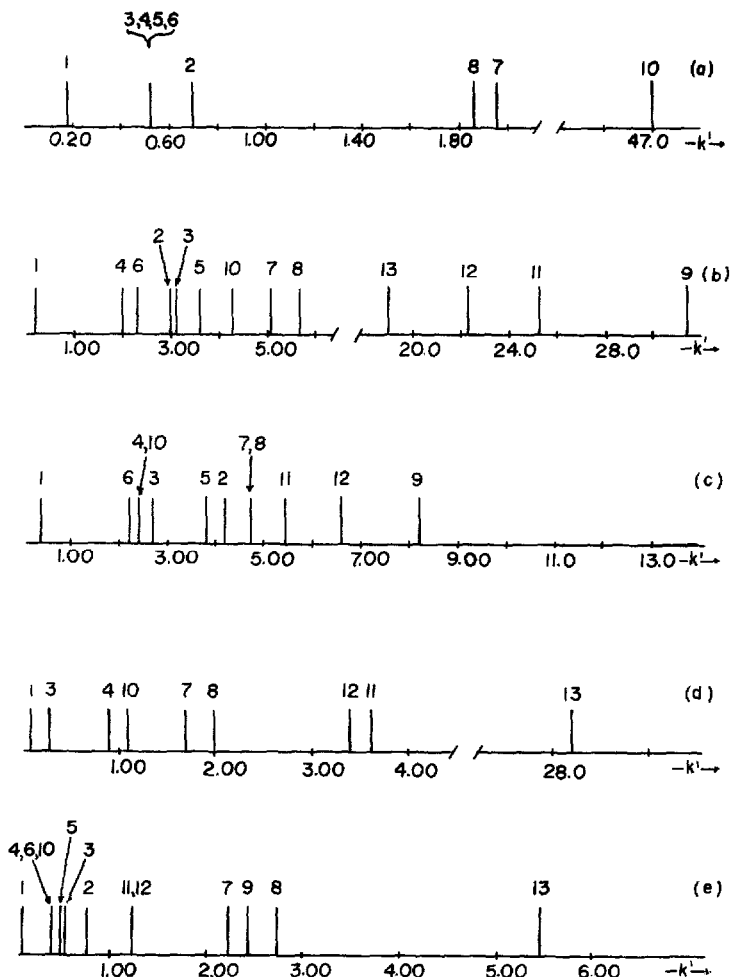 3,4,5,6
1 2 8 7 10 (a)
0.20 0.60 1.00 1.40 1.80 47.0 -k'→
2 3
1 4 6 5 10 7 8 13 12 11 9 (b)
1.00 3.00 5.00 20.0 24.0 28.0 -k'→
4,10 7,8
1 6 3 5 2 11 12 9 (c)
1.00 3.00 5.00 7.00 9.00 11.0 13.0 -k'→
1 3 4 10 7 8 12 11 13 (d)
1.00 2.00 3.00 4.00 28.0 -k'→
5
4,6,10 3
1 2 11,12 7 9 8 13 (e)
1.00 2.00 3.00 4.00 5.00 6.00 -k'→